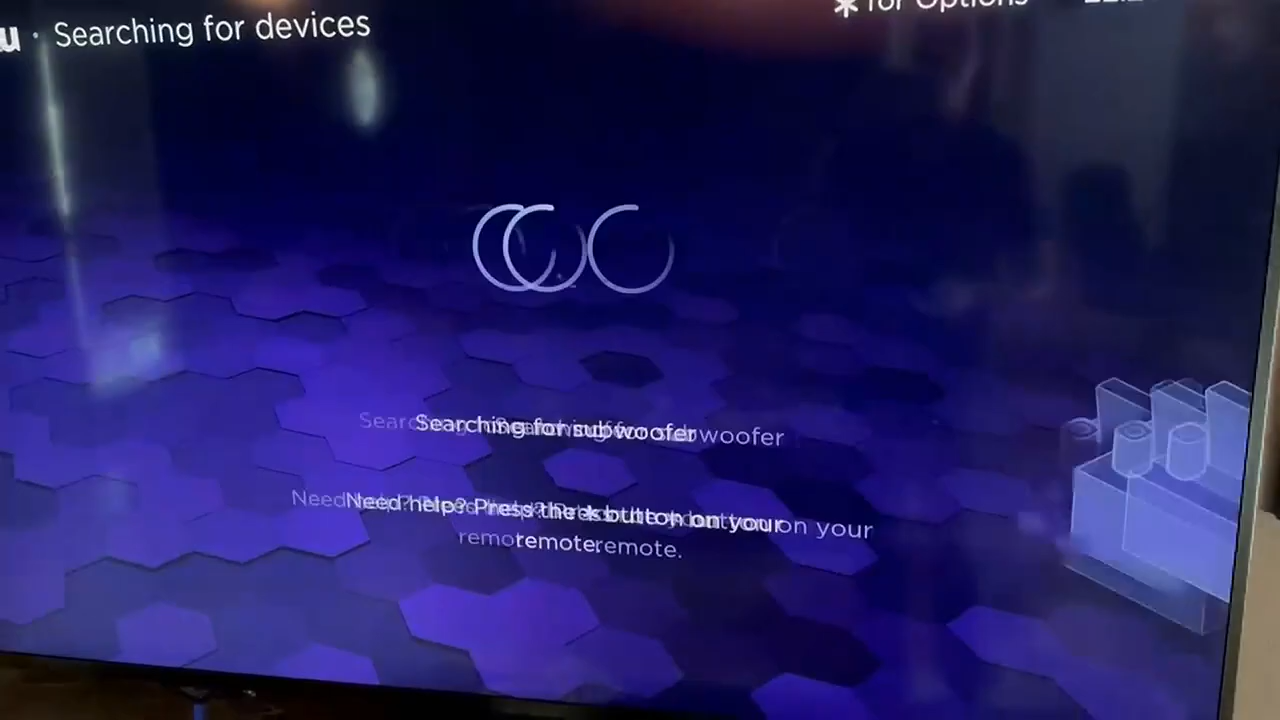 u · Searching for devices
* for Options
Searching for subwoofer
Need help? Press the * button on your
remote.